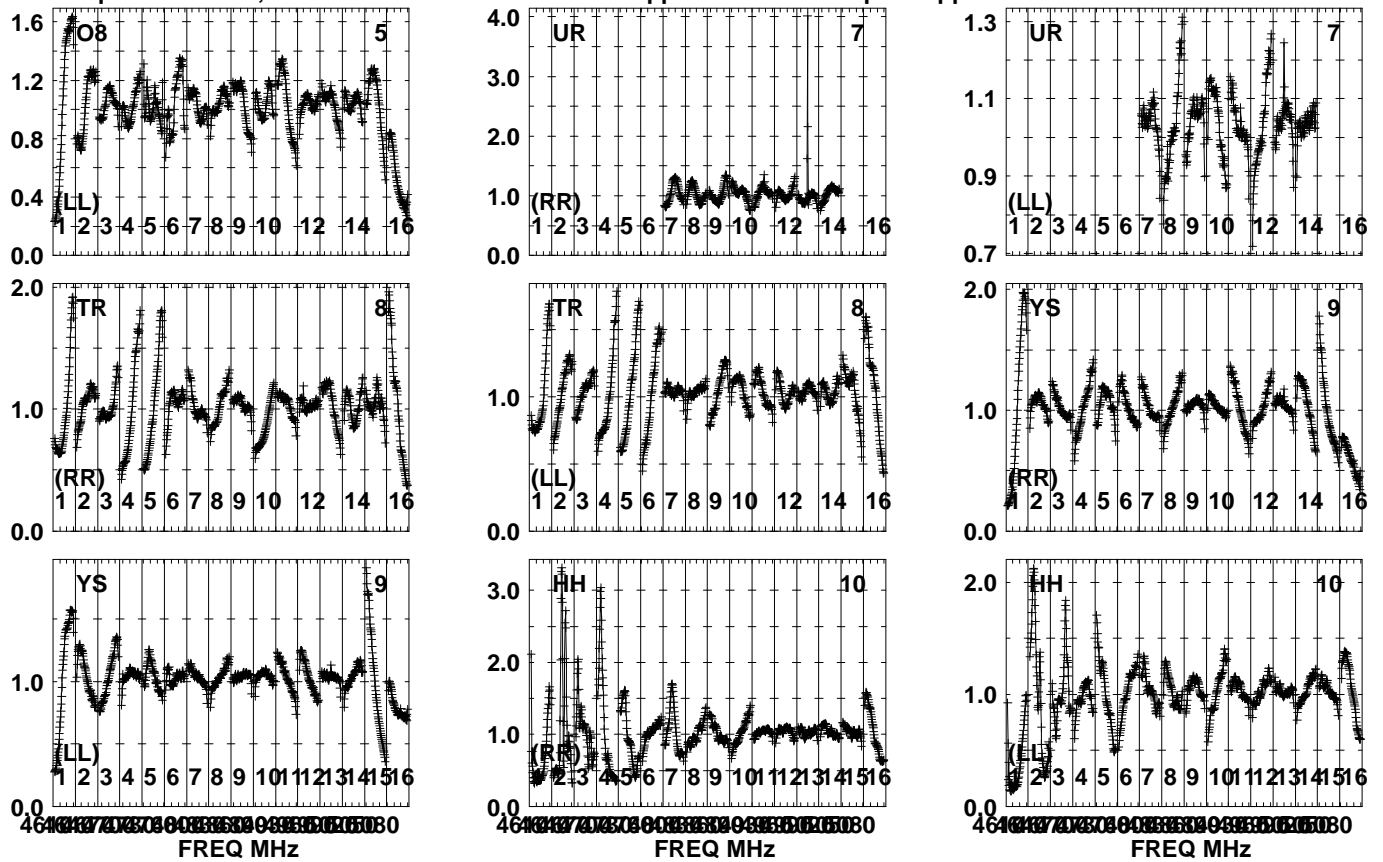 1.6 O8 5
1.2
0.8
0.4 (LL)
1 2 3 4 5 6 7 8 9 10 12 14 16
0.0
4.0 UR 7
3.0
2.0
1.0 (RR)
1 2 3 4 5 6 7 8 9 10 12 14 16
0.0
1.3 UR 7
1.1
0.9
(LL)
1 2 3 4 5 6 7 8 9 10 12 14 16
0.7
2.0 TR 8
1.0
(RR)
1 2 3 4 5 6 7 8 9 10 12 14 16
0.0
TR 8
1.0
(LL)
1 2 3 4 5 6 7 8 9 10 12 14 16
0.0
2.0 YS 9
1.0
(RR)
1 2 3 4 5 6 7 8 9 10 12 14 16
0.0
YS 9
1.0
(LL)
1 2 3 4 5 6 7 8 9 10 11 12 13 14 15 16
0.0
FREQ MHz
HH 10
3.0
2.0
1.0 (RR)
1 2 3 4 5 6 7 8 9 10 11 12 13 14 15 16
0.0
FREQ MHz
2.0 HH 10
1.0
(LL)
1 2 3 4 5 6 7 8 9 10 11 12 13 14 15 16
0.0
FREQ MHz